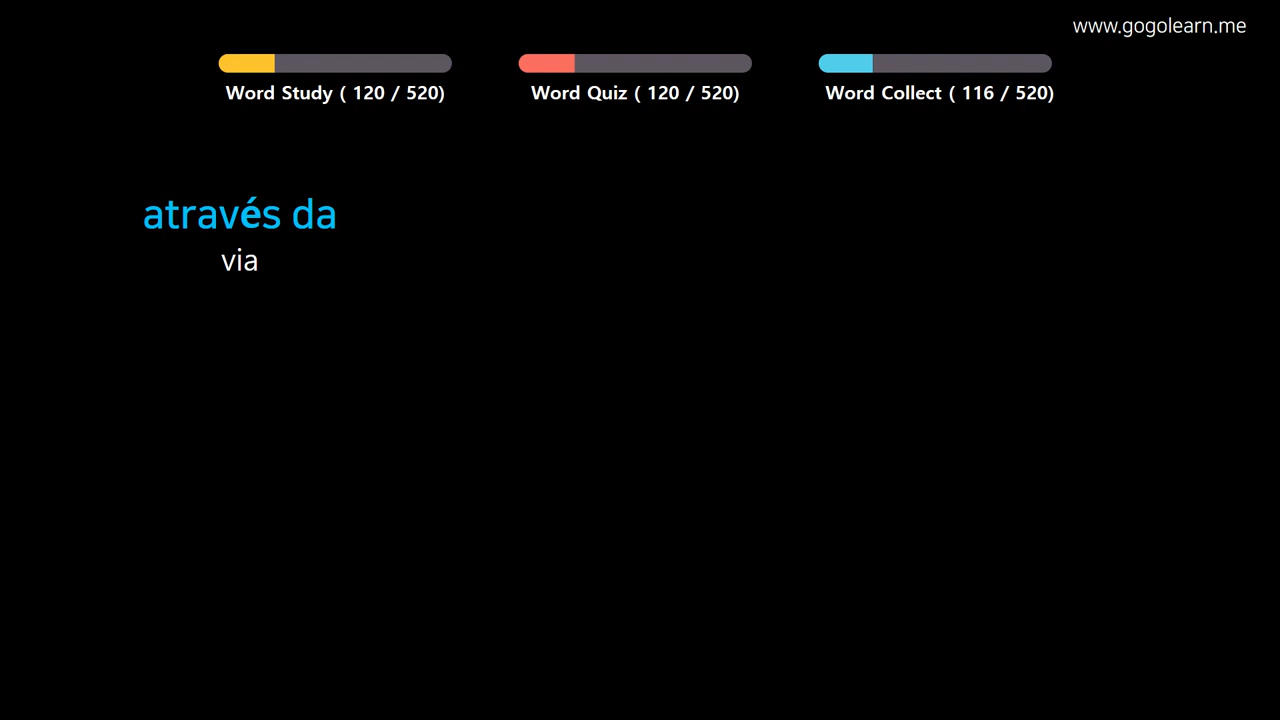 www.gogolearn.me
Word Study ( 120 / 520)
Word Quiz ( 120 / 520)
Word Collect ( 116 / 520)
através da
via